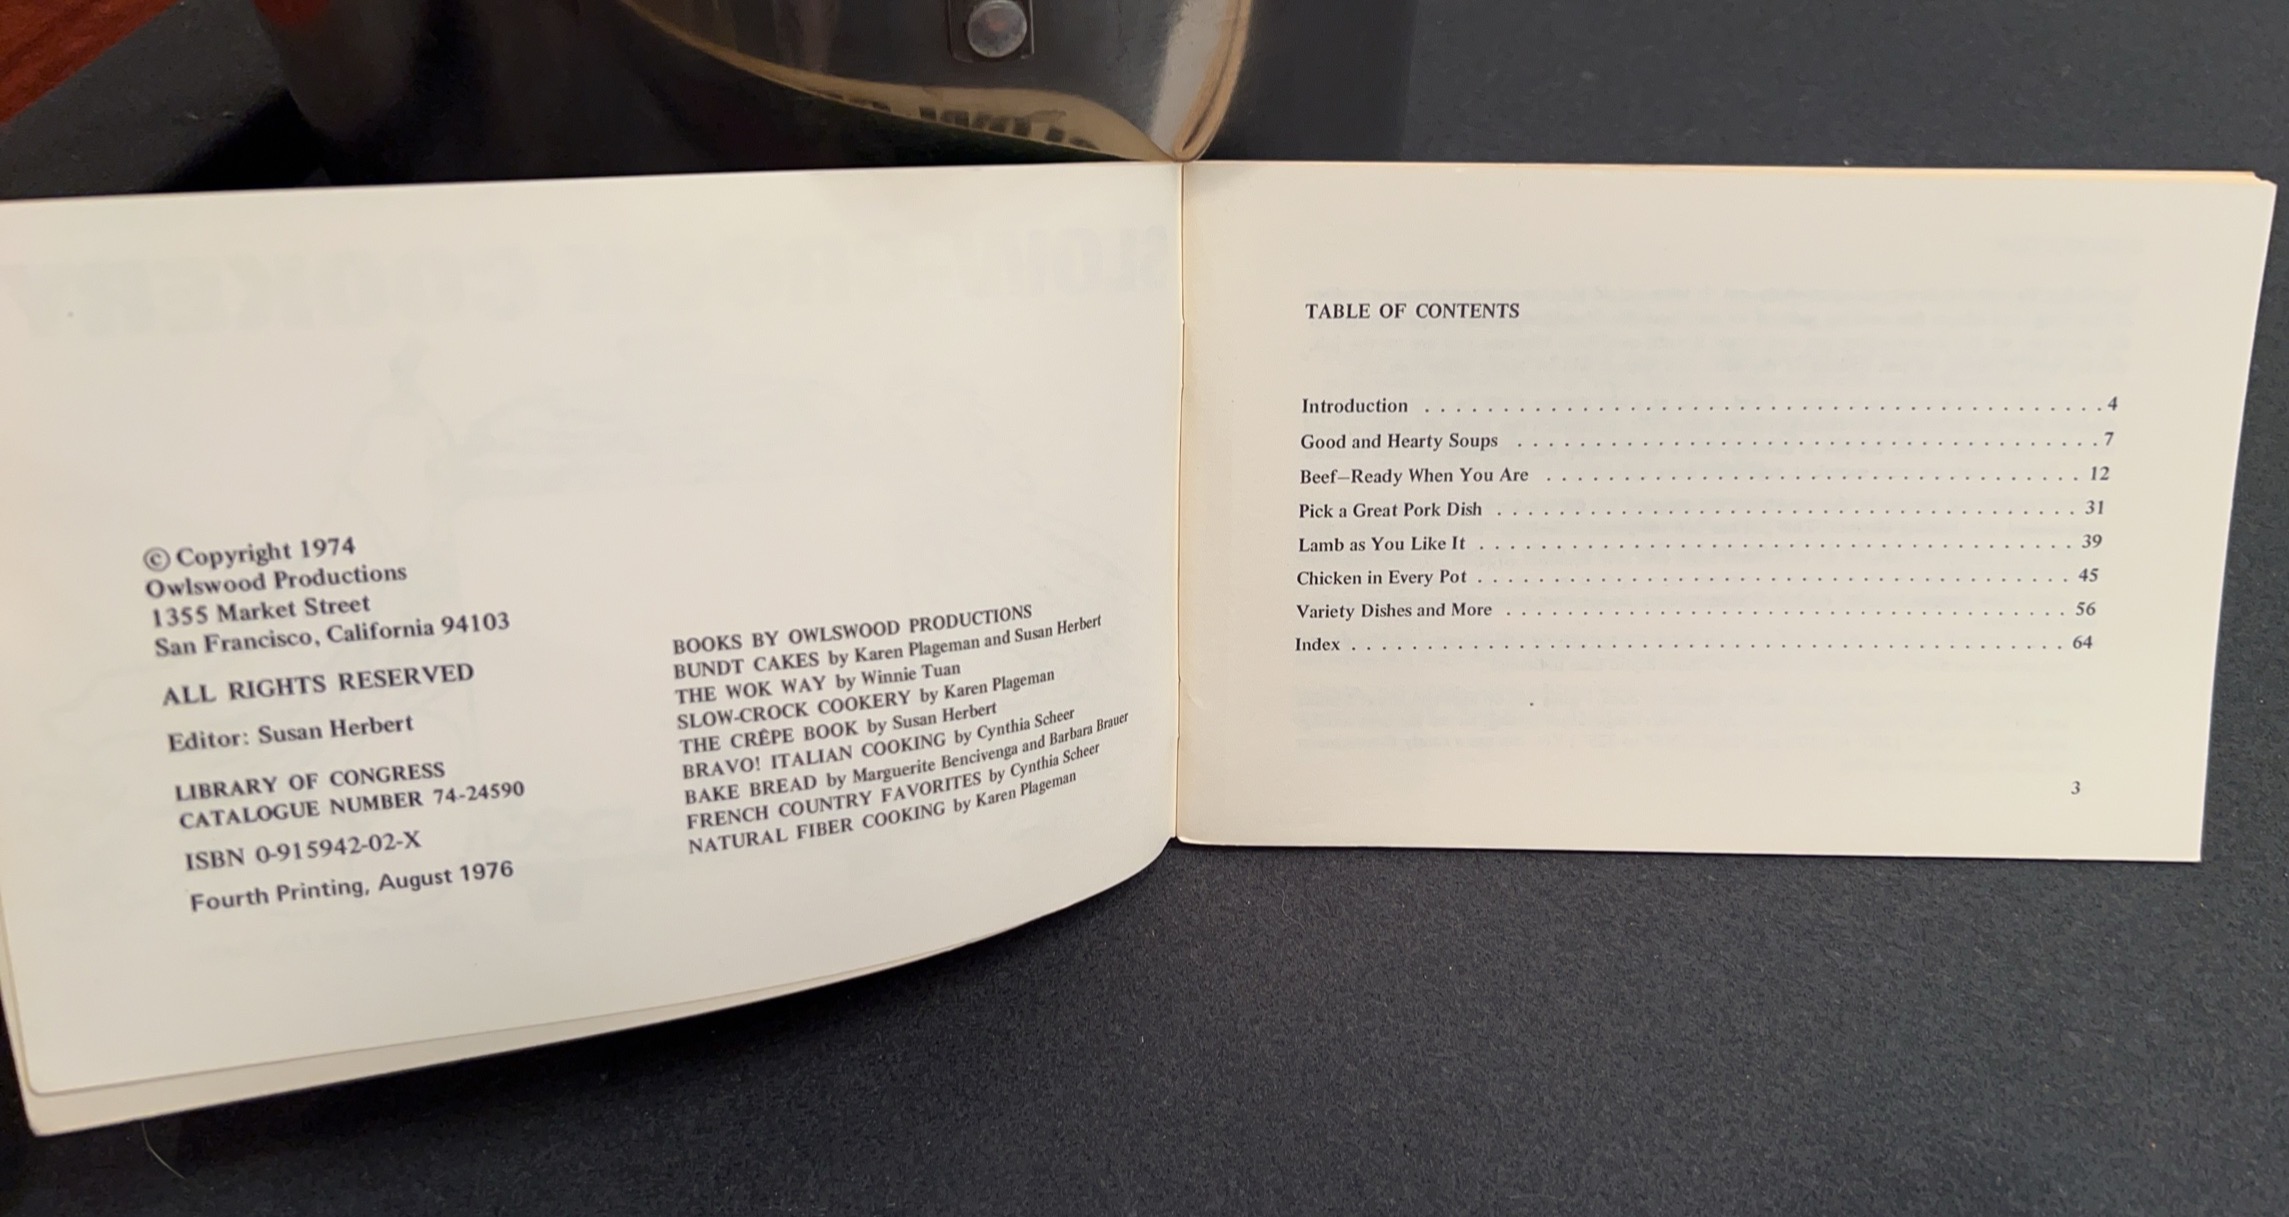 © Copyright 1974
Owlswood Productions
1355 Market Street
San Francisco, California 94103
ALL RIGHTS RESERVED
Editor: Susan Herbert
LIBRARY OF CONGRESS
CATALOGUE NUMBER 74-24590
ISBN 0-915942-02-X
Fourth Printing, August 1976
BOOKS BY OWLSWOOD PRODUCTIONS
BUNDT CAKES by Karen Plageman and Susan Herbert
THE WOK WAY by Winnie Tuan
SLOW-CROCK COOKERY by Karen Plageman
THE CRÊPE BOOK by Susan Herbert
BRAVO! ITALIAN COOKING by Cynthia Scheer
BAKE BREAD by Marguerite Bencivenga and Barbara Brauer
FRENCH COUNTRY FAVORITES by Cynthia Scheer
NATURAL FIBER COOKING by Karen Plageman
TABLE OF CONTENTS
Introduction . . . . . . . . . . . . . . . . . . . . 4
Good and Hearty Soups . . . . . . . . . . . . . . . . . . . . 7
Beef—Ready When You Are . . . . . . . . . . . . . . . . . . . . 12
Pick a Great Pork Dish . . . . . . . . . . . . . . . . . . . . 31
Lamb as You Like It . . . . . . . . . . . . . . . . . . . . 39
Chicken in Every Pot . . . . . . . . . . . . . . . . . . . . 45
Variety Dishes and More . . . . . . . . . . . . . . . . . . . . 56
Index . . . . . . . . . . . . . . . . . . . . 64
3